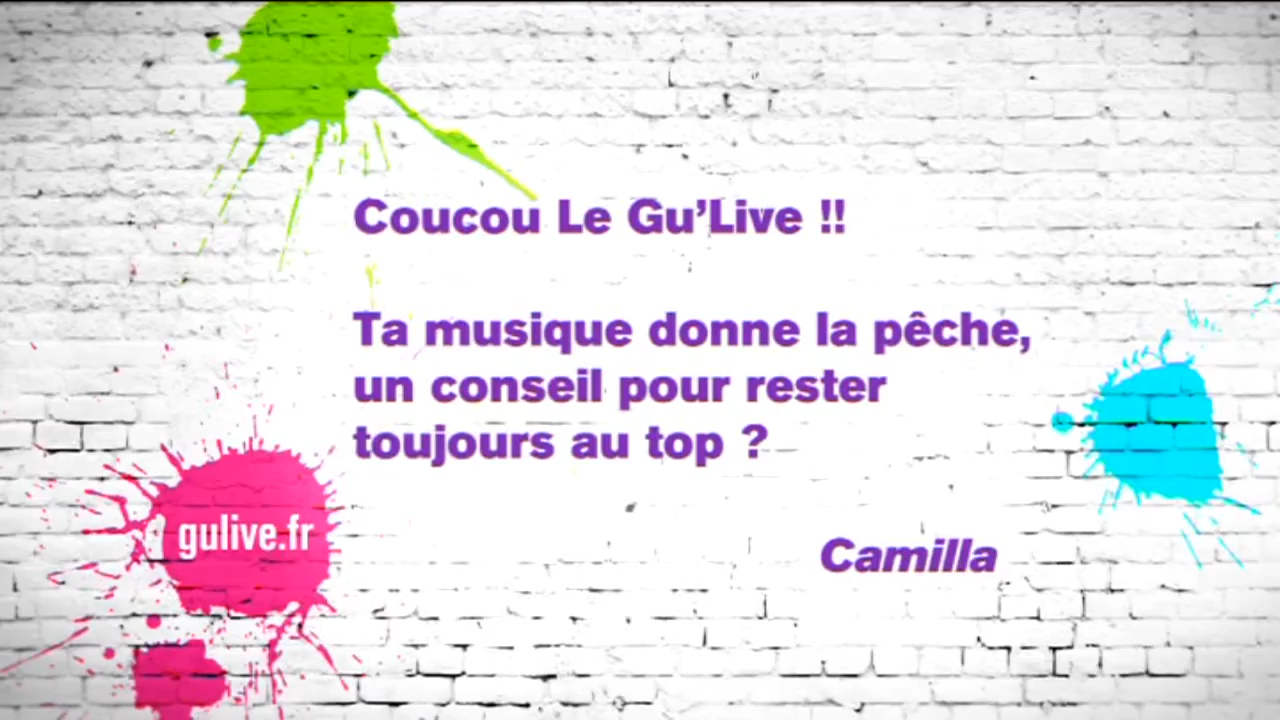 Coucou Le Gu'Live !!
Ta musique donne la pêche,
un conseil pour rester
toujours au top ?
gulive.fr
Camilla